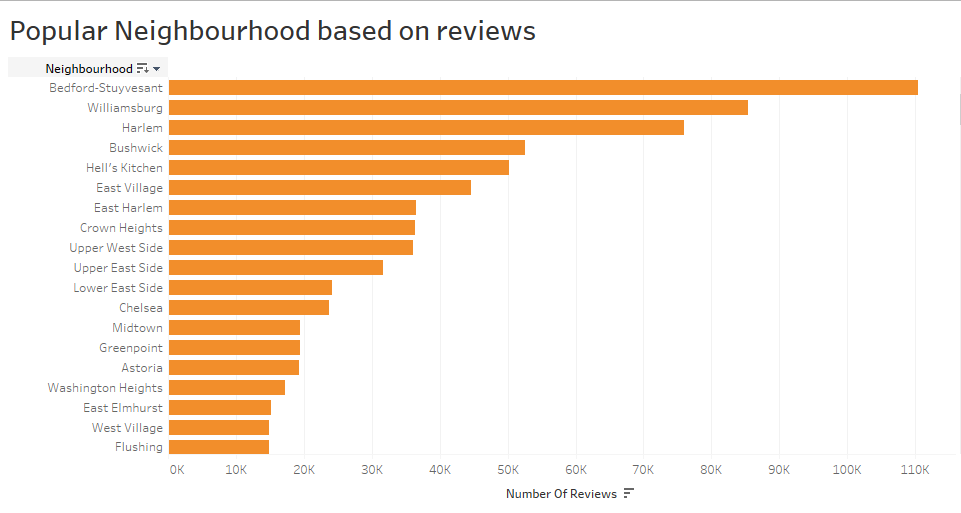 Popular Neighbourhood based on reviews
Neighbourhood
Bedford-Stuyvesant
Williamsburg
Harlem
Bushwick
Hell's Kitchen
East Village
East Harlem
Crown Heights
Upper West Side
Upper East Side
Lower East Side
Chelsea
Midtown
Greenpoint
Astoria
Washington Heights
East Elmhurst
West Village
Flushing
0K 10K 20K 30K 40K 50K 60K 70K 80K 90K 100K 110K
Number Of Reviews